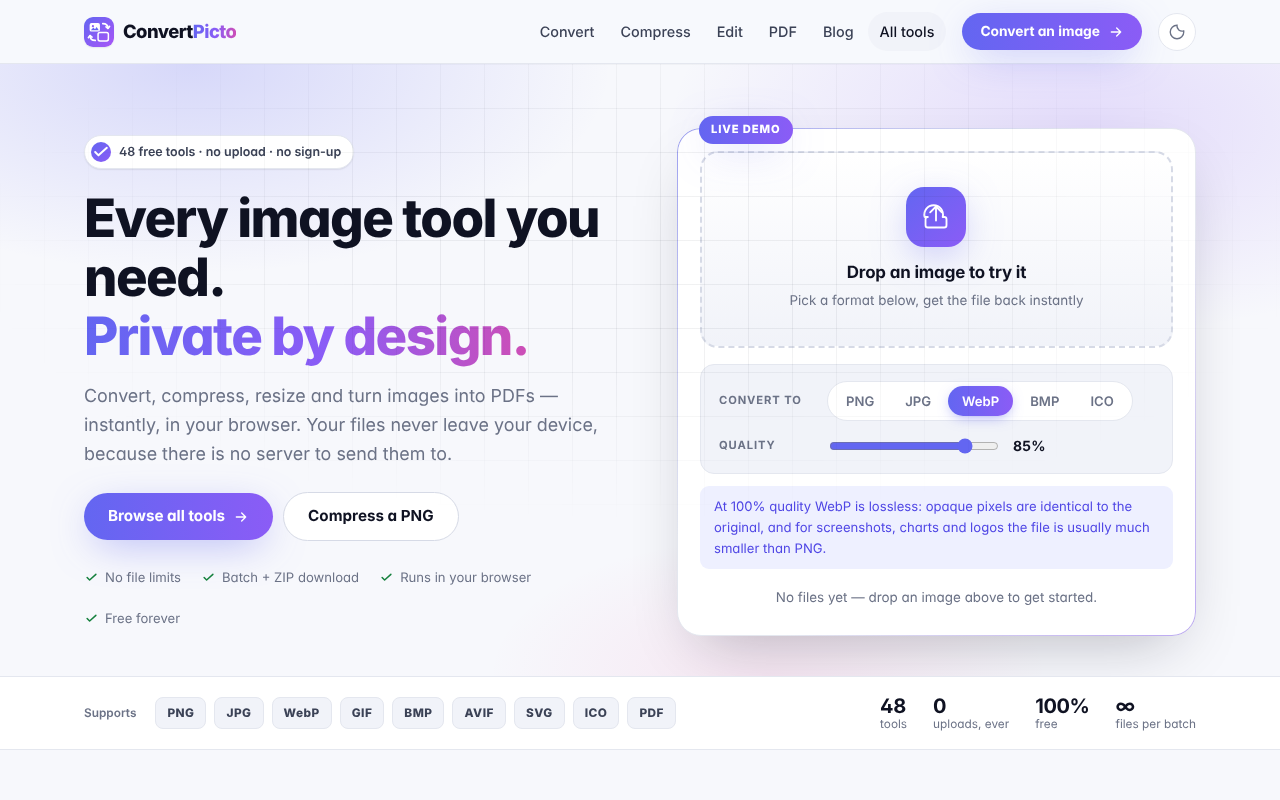 ConvertPicto
Convert Compress Edit PDF Blog All tools Convert an image →
48 free tools · no upload · no sign-up
Every image tool you
need.
Private by design.
Convert, compress, resize and turn images into PDFs —
instantly, in your browser. Your files never leave your device,
because there is no server to send them to.
Browse all tools → Compress a PNG
No file limits Batch + ZIP download Runs in your browser
Free forever
LIVE DEMO
Drop an image to try it
Pick a format below, get the file back instantly
CONVERT TO PNG JPG WebP BMP ICO
QUALITY 85%
At 100% quality WebP is lossless: opaque pixels are identical to the
original, and for screenshots, charts and logos the file is usually much
smaller than PNG.
No files yet — drop an image above to get started.
Supports PNG JPG WebP GIF BMP AVIF SVG ICO PDF
48 0 100% ∞
tools uploads, ever free files per batch